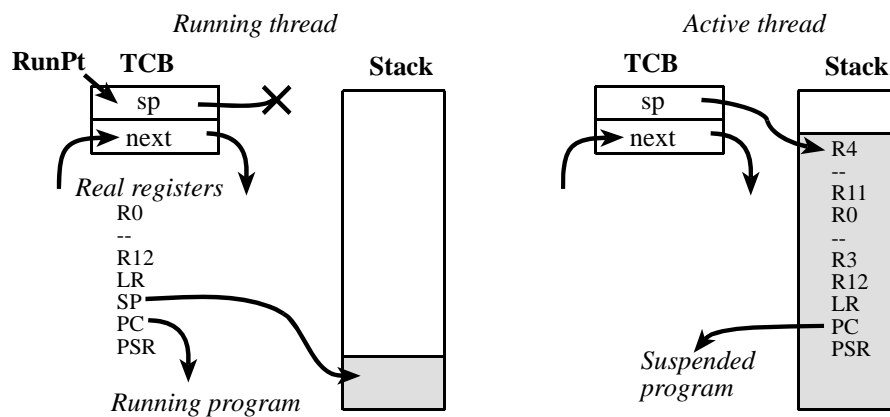 Running thread
RunPt
TCB
Stack
sp
next
Real registers
R0
--
R12
LR
SP
PC
PSR
Running program
Active thread
TCB
Stack
sp
next
R4
--
R11
R0
--
R3
R12
LR
PC
PSR
Suspended
program